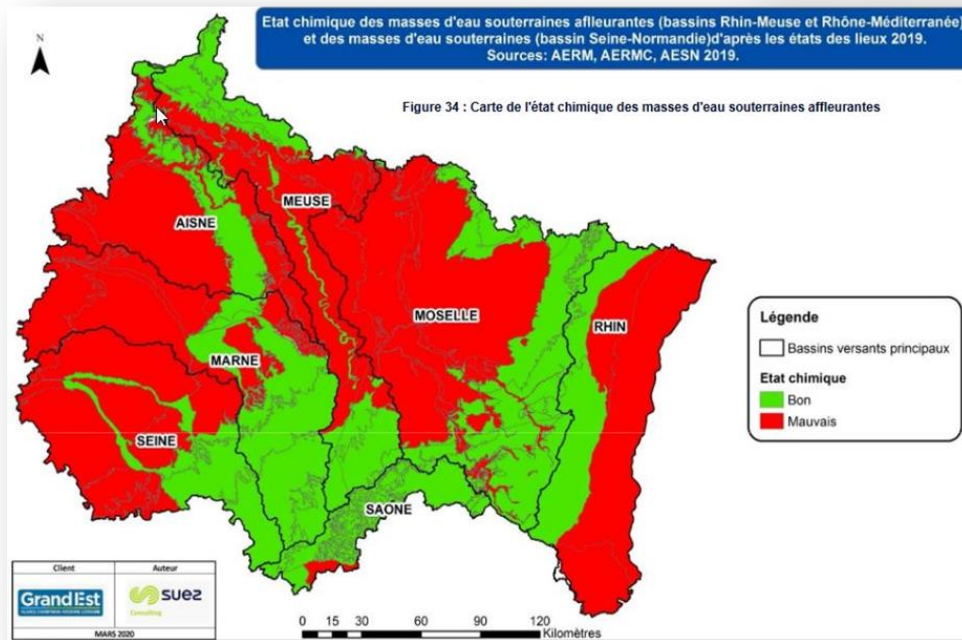 Etat chimique des masses d'eau souterraines aflleurantes (bassins Rhin-Meuse et Rhône-Méditerranée)
et des masses d'eau souterraines (bassin Seine-Normandie)d'après les états des lieux 2019.
Sources: AERM, AERMC, AESN 2019.
N
Figure 34 : Carte de l'état chimique des masses d'eau souterraines affleurantes
MEUSE
AISNE
MOSELLE
RHIN
MARNE
SEINE
SAONE
Légende
Bassins versants principaux
Etat chimique
Bon
Mauvais
Client
Auteur
GrandEst
suez
Consulting
MARS 2020
0 15 30 60 90 120
Kilomètres